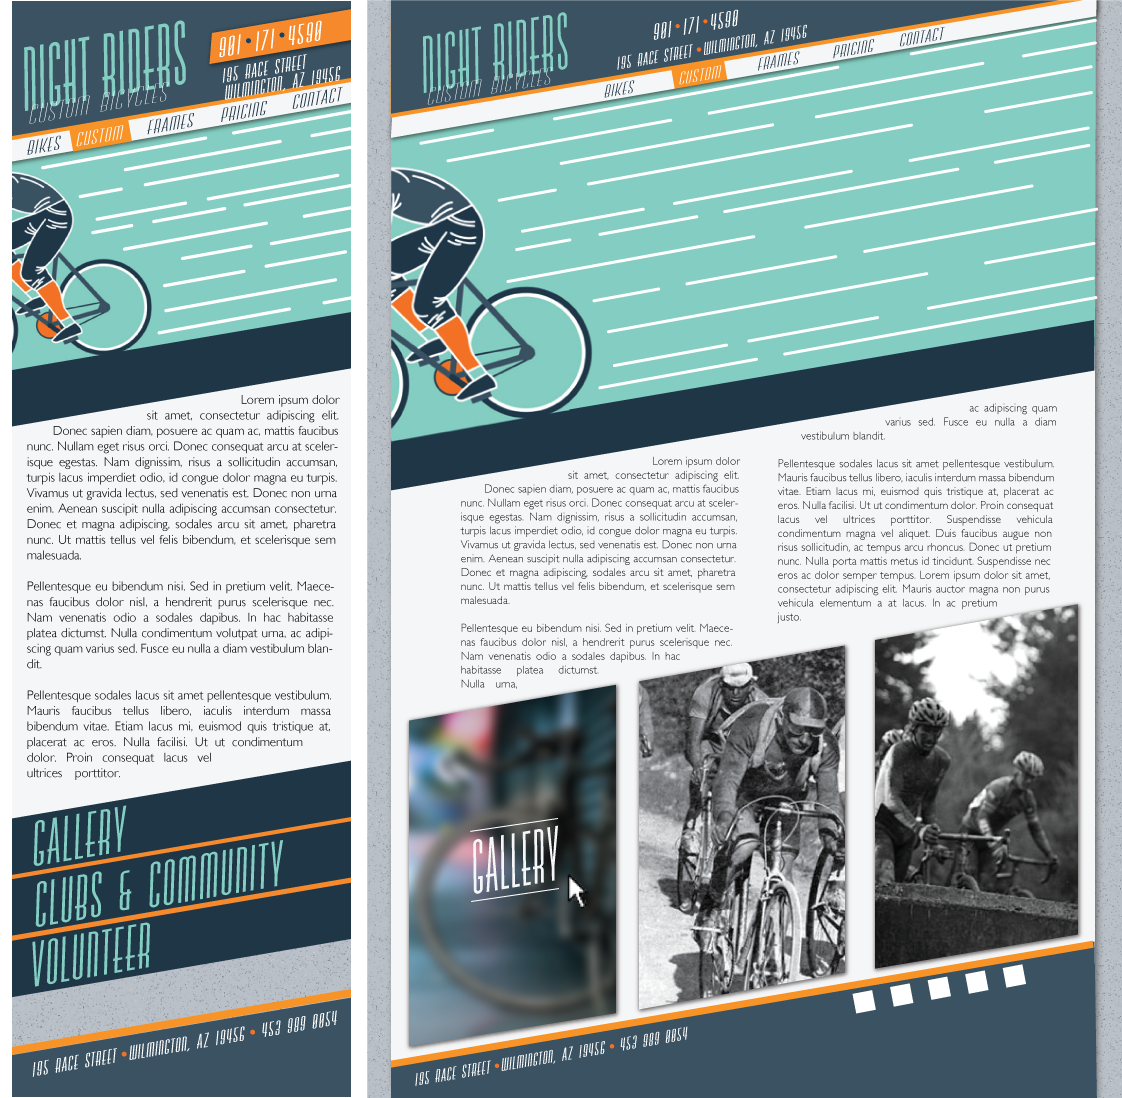 NIGHT RIDERS
CUSTOM BICYCLES
901•171•4590
195 RACE STREET
WILMINGTON, AZ 19456
BIKES CUSTOM FRAMES PRICING CONTACT
Lorem ipsum dolor
sit amet, consectetur adipiscing elit.
Donec sapien diam, posuere ac quam ac, mattis faucibus
nunc. Nullam eget risus orci. Donec consequat arcu at sceler-
isque egestas. Nam dignissim, risus a sollicitudin accumsan,
turpis lacus imperdiet odio, id congue dolor magna eu turpis.
Vivamus ut gravida lectus, sed venenatis est. Donec non urna
enim. Aenean suscipit nulla adipiscing accumsan consectetur.
Donec et magna adipiscing, sodales arcu sit amet, pharetra
nunc. Ut mattis tellus vel felis bibendum, et scelerisque sem
malesuada.
Pellentesque eu bibendum nisi. Sed in pretium velit. Maece-
nas faucibus dolor nisl, a hendrerit purus scelerisque nec.
Nam venenatis odio a sodales dapibus. In hac habitasse
platea dictumst. Nulla condimentum volutpat urna, ac adipi-
scing quam varius sed. Fusce eu nulla a diam vestibulum blan-
dit.
Pellentesque sodales lacus sit amet pellentesque vestibulum.
Mauris faucibus tellus libero, iaculis interdum massa
bibendum vitae. Etiam lacus mi, euismod quis tristique at,
placerat ac eros. Nulla facilisi. Ut ut condimentum
dolor. Proin consequat lacus vel
ultrices porttitor.
GALLERY
CLUBS & COMMUNITY
VOLUNTEER
195 RACE STREET•WILMINGTON, AZ 19456 • 453 989 0854
NIGHT RIDERS
CUSTOM BICYCLES
901•171•4590
195 RACE STREET •WILMINGTON, AZ 19456
BIKES CUSTOM FRAMES PRICING CONTACT
Lorem ipsum dolor
sit amet, consectetur adipiscing elit.
Donec sapien diam, posuere ac quam ac, mattis faucibus
nunc. Nullam eget risus orci. Donec consequat arcu at sceler-
isque egestas. Nam dignissim, risus a sollicitudin accumsan,
turpis lacus imperdiet odio, id congue dolor magna eu turpis.
Vivamus ut gravida lectus, sed venenatis est. Donec non urna
enim. Aenean suscipit nulla adipiscing accumsan consectetur.
Donec et magna adipiscing, sodales arcu sit amet, pharetra
nunc. Ut mattis tellus vel felis bibendum, et scelerisque sem
malesuada.
Pellentesque eu bibendum nisi. Sed in pretium velit. Maece-
nas faucibus dolor nisl, a hendrerit purus scelerisque nec.
Nam venenatis odio a sodales dapibus. In hac
habitasse platea dictumst.
Nulla urna,
ac adipiscing quam
varius sed. Fusce eu nulla a diam
vestibulum blandit.
Pellentesque sodales lacus sit amet pellentesque vestibulum.
Mauris faucibus tellus libero, iaculis interdum massa bibendum
vitae. Etiam lacus mi, euismod quis tristique at, placerat ac
eros. Nulla facilisi. Ut ut condimentum dolor. Proin consequat
lacus vel ultrices porttitor. Suspendisse vehicula
condimentum magna vel aliquet. Duis faucibus augue non
risus sollicitudin, ac tempus arcu rhoncus. Donec ut pretium
nunc. Nulla porta mattis metus id tincidunt. Suspendisse nec
eros ac dolor semper tempus. Lorem ipsum dolor sit amet,
consectetur adipiscing elit. Mauris auctor magna non purus
vehicula elementum a at lacus. In ac pretium
justo.
GALLERY
195 RACE STREET •WILMINGTON, AZ 19456 • 453 989 0854